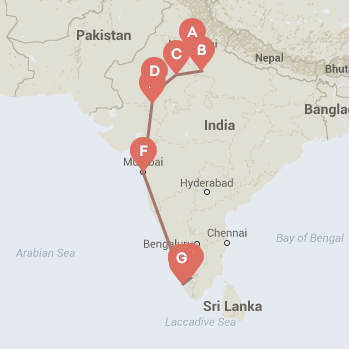 A
Pakistan
C
B
Nepal
D
Bhut
Banglad
India
F
Mumbai
Hyderabad
Bengaluru
Chennai
Bay of Bengal
Arabian Sea
G
Sri Lanka
Laccadive Sea